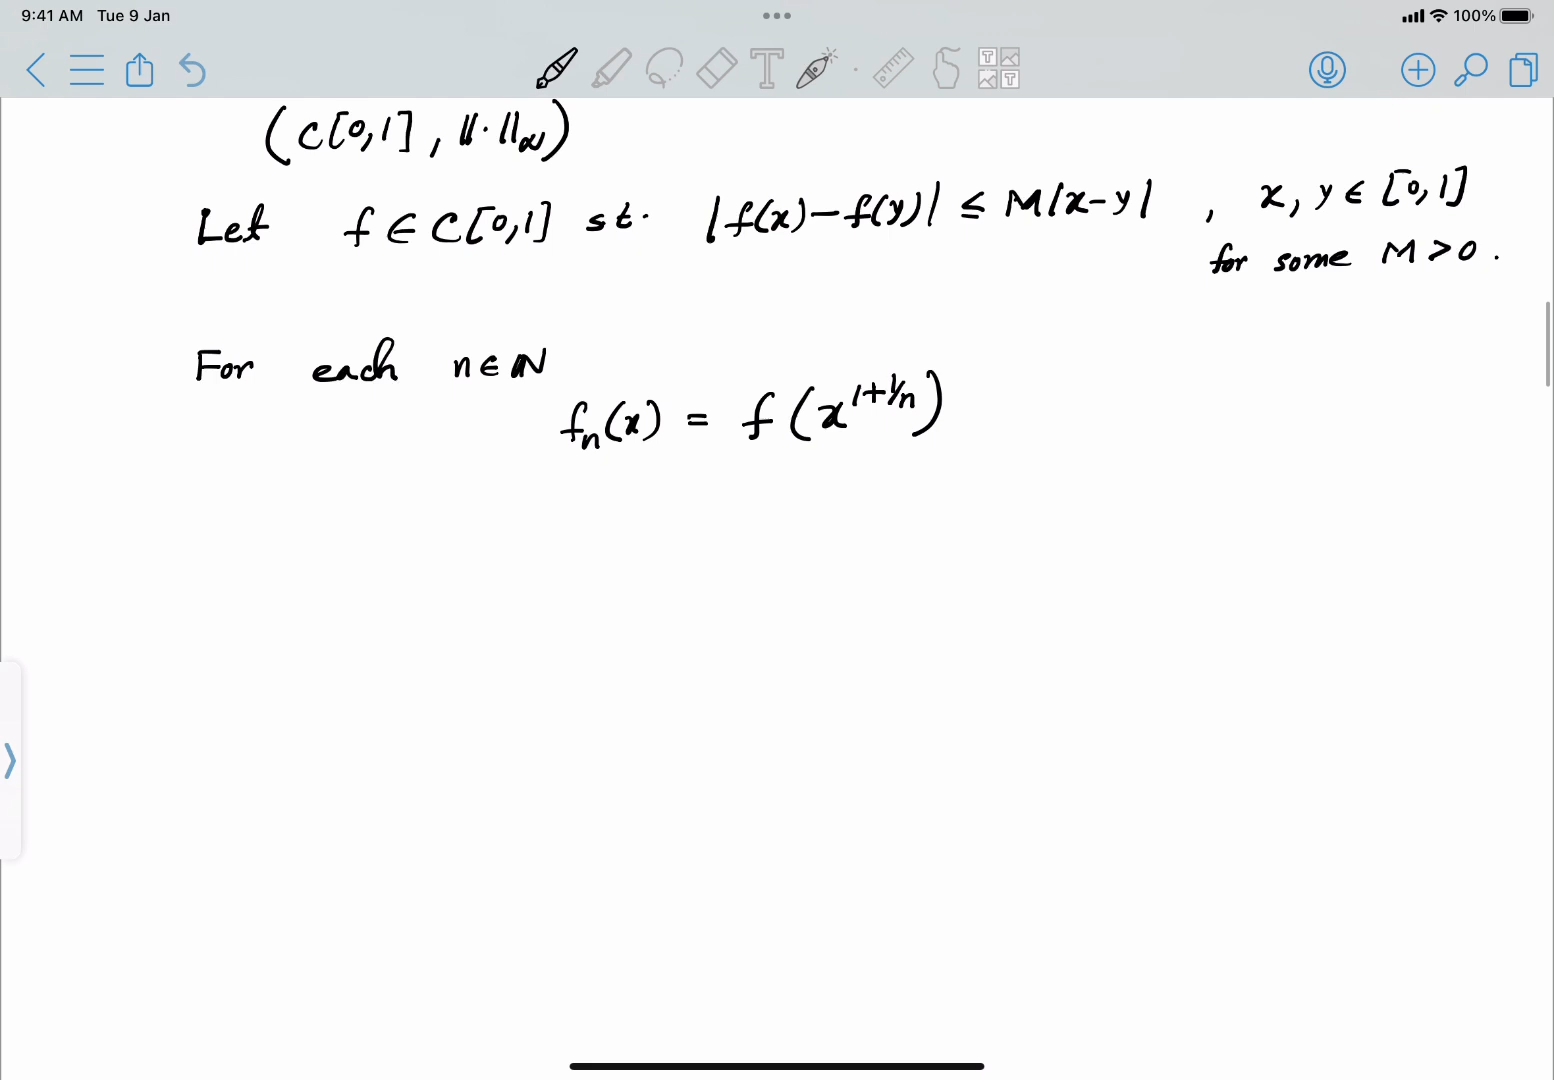 9:41 AM Tue 9 Jan
100%
(C[0,1], ‖·‖∞)
Let f ∈ C[0,1] st. |f(x)−f(y)| ≤ M|x−y| , x, y ∈ [0,1]
for some M > 0 .
For each n ∈ ℕ
fₙ(x) = f(x^{1+1/n})